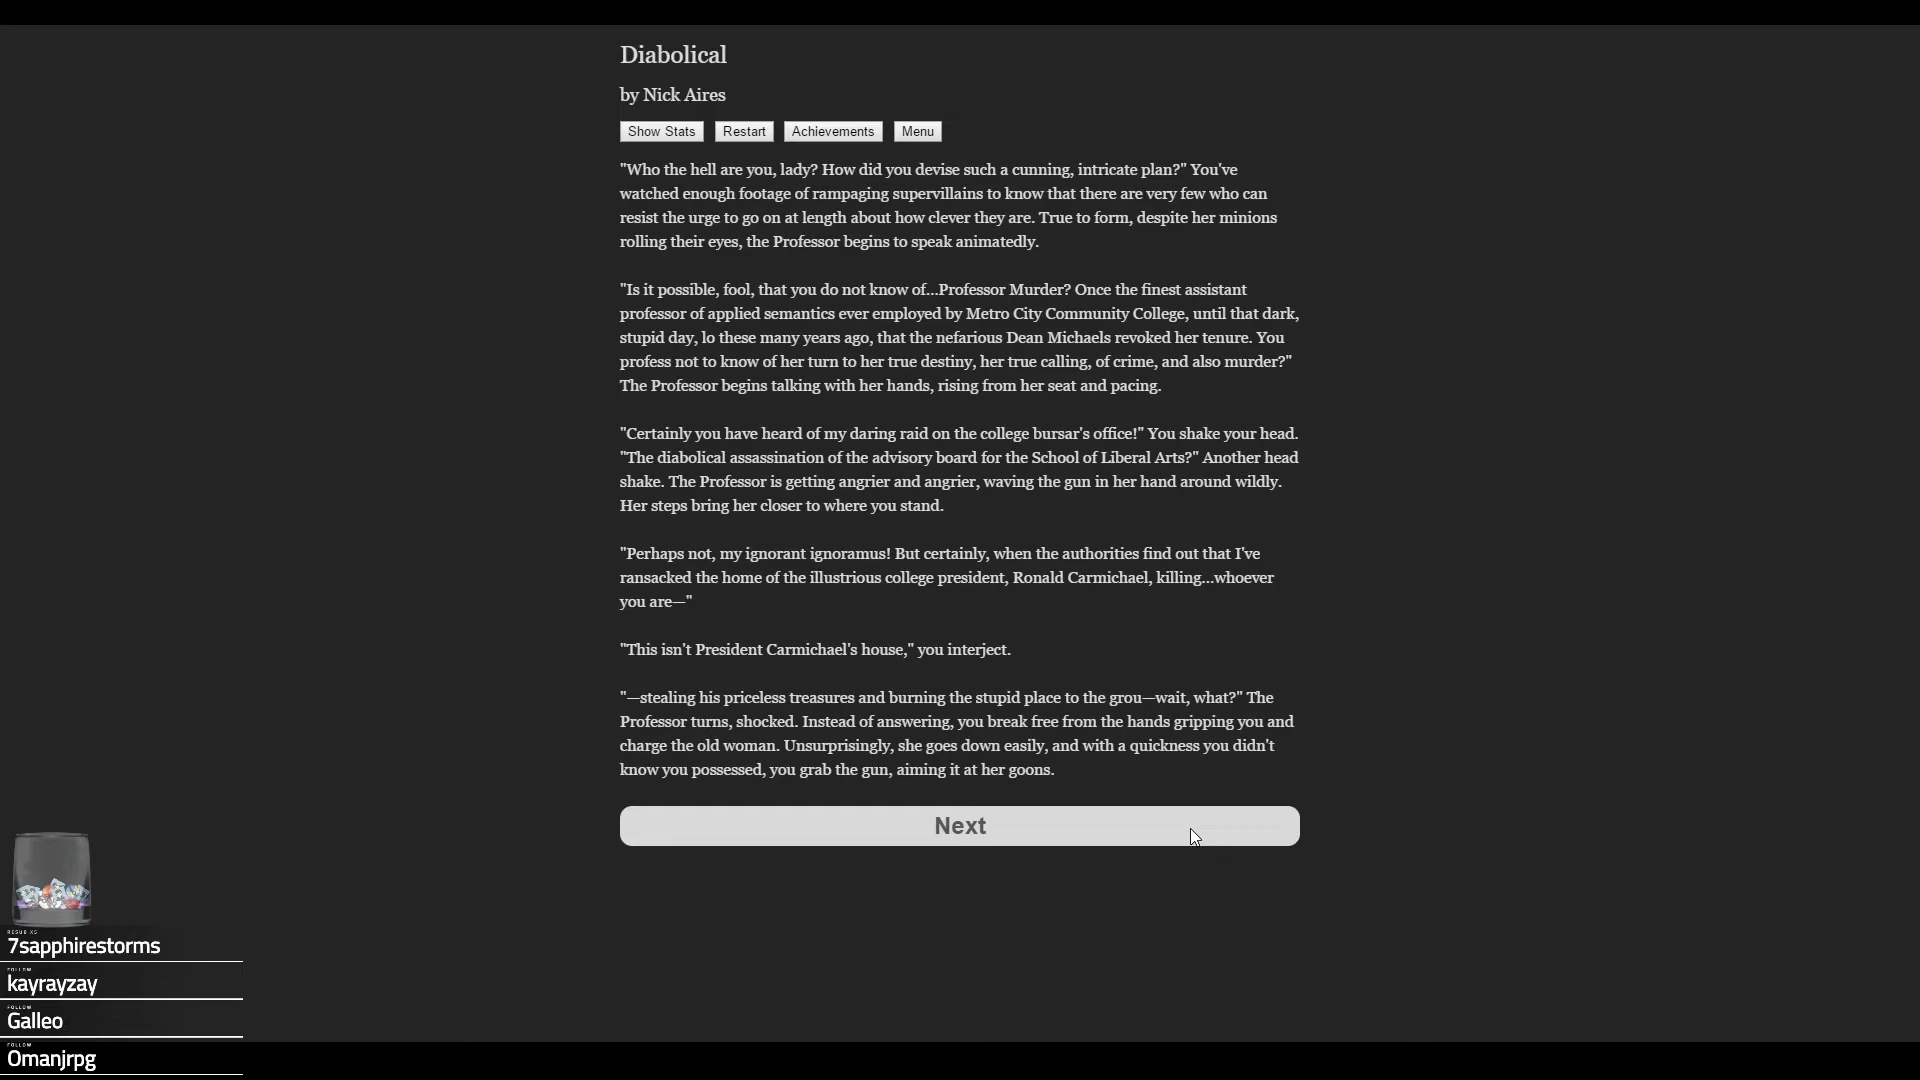 Diabolical
by Nick Aires
Show Stats Restart Achievements Menu
"Who the hell are you, lady? How did you devise such a cunning, intricate plan?" You've
watched enough footage of rampaging supervillains to know that there are very few who can
resist the urge to go on at length about how clever they are. True to form, despite her minions
rolling their eyes, the Professor begins to speak animatedly.
"Is it possible, fool, that you do not know of...Professor Murder? Once the finest assistant
professor of applied semantics ever employed by Metro City Community College, until that dark,
stupid day, lo these many years ago, that the nefarious Dean Michaels revoked her tenure. You
profess not to know of her turn to her true destiny, her true calling, of crime, and also murder?"
The Professor begins talking with her hands, rising from her seat and pacing.
"Certainly you have heard of my daring raid on the college bursar's office!" You shake your head.
"The diabolical assassination of the advisory board for the School of Liberal Arts?" Another head
shake. The Professor is getting angrier and angrier, waving the gun in her hand around wildly.
Her steps bring her closer to where you stand.
"Perhaps not, my ignorant ignoramus! But certainly, when the authorities find out that I've
ransacked the home of the illustrious college president, Ronald Carmichael, killing...whoever
you are—"
"This isn't President Carmichael's house," you interject.
"—stealing his priceless treasures and burning the stupid place to the grou—wait, what?" The
Professor turns, shocked. Instead of answering, you break free from the hands gripping you and
charge the old woman. Unsurprisingly, she goes down easily, and with a quickness you didn't
know you possessed, you grab the gun, aiming it at her goons.
Next
RESUB X5
7sapphirestorms
FOLLOW
kayrayzay
FOLLOW
Galleo
FOLLOW
Omanjrpg